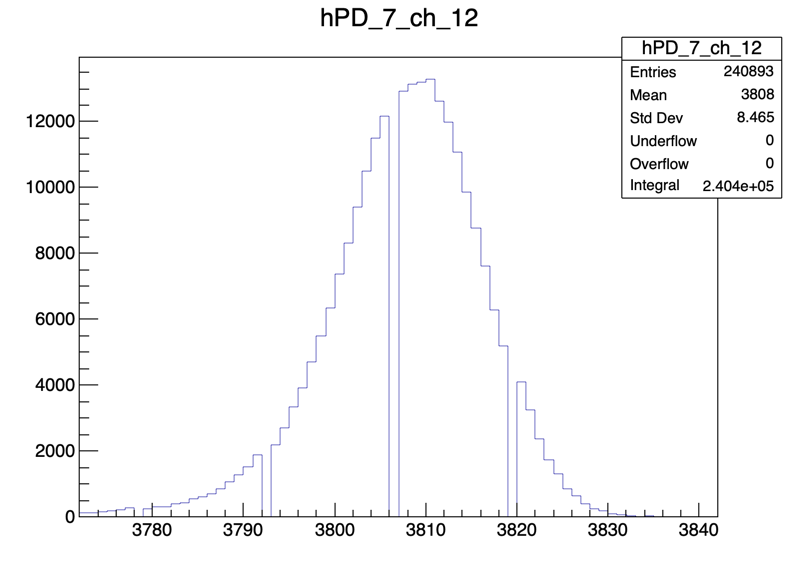 hPD_7_ch_12
hPD_7_ch_12
Entries 240893
Mean 3808
Std Dev 8.465
Underflow 0
Overflow 0
Integral 2.404e+05
12000
10000
8000
6000
4000
2000
0
3780 3790 3800 3810 3820 3830 3840